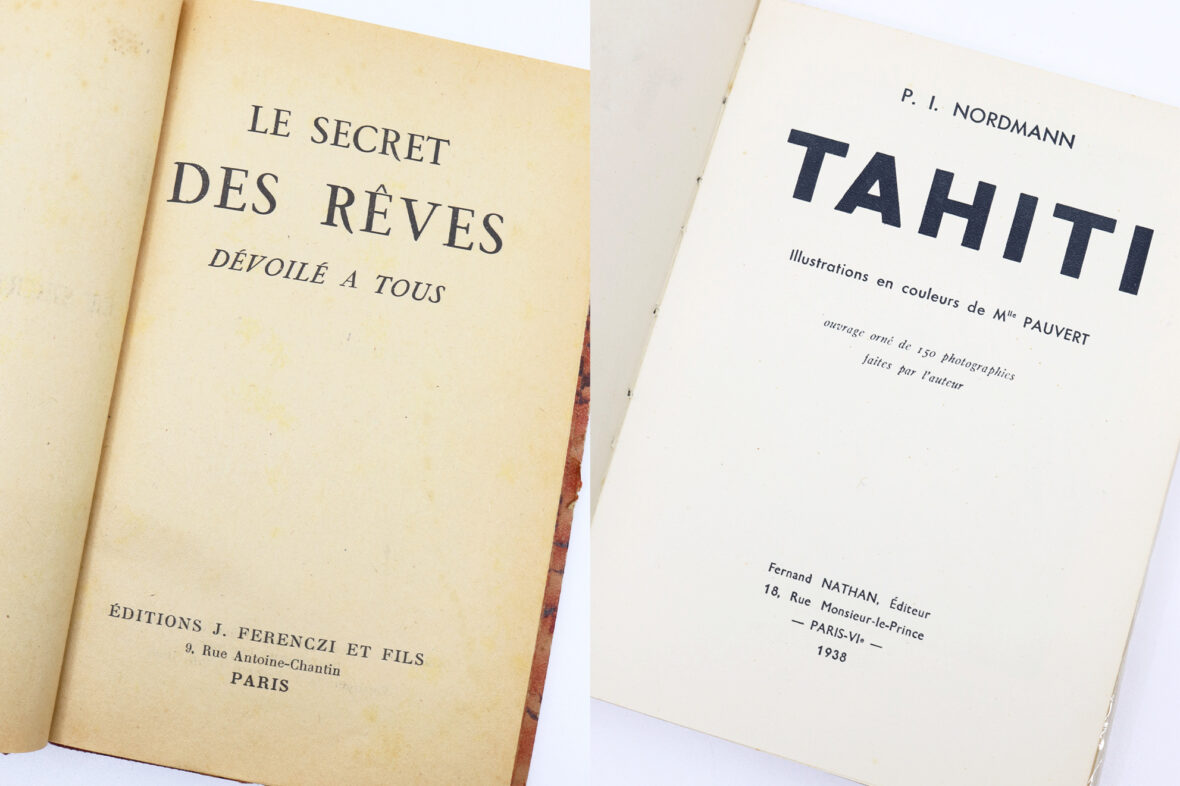 LE SECRET
DES RÊVES
DÉVOILÉ A TOUS
ÉDITIONS J. FERENCZI ET FILS
9, Rue Antoine-Chantin
PARIS
P. I. NORDMANN
TAHITI
Illustrations en couleurs de Mlle PAUVERT
ouvrage orné de 150 photographies
faites par l'auteur
Fernand NATHAN, Éditeur
18, Rue Monsieur-le-Prince
— PARIS-VIe —
1938